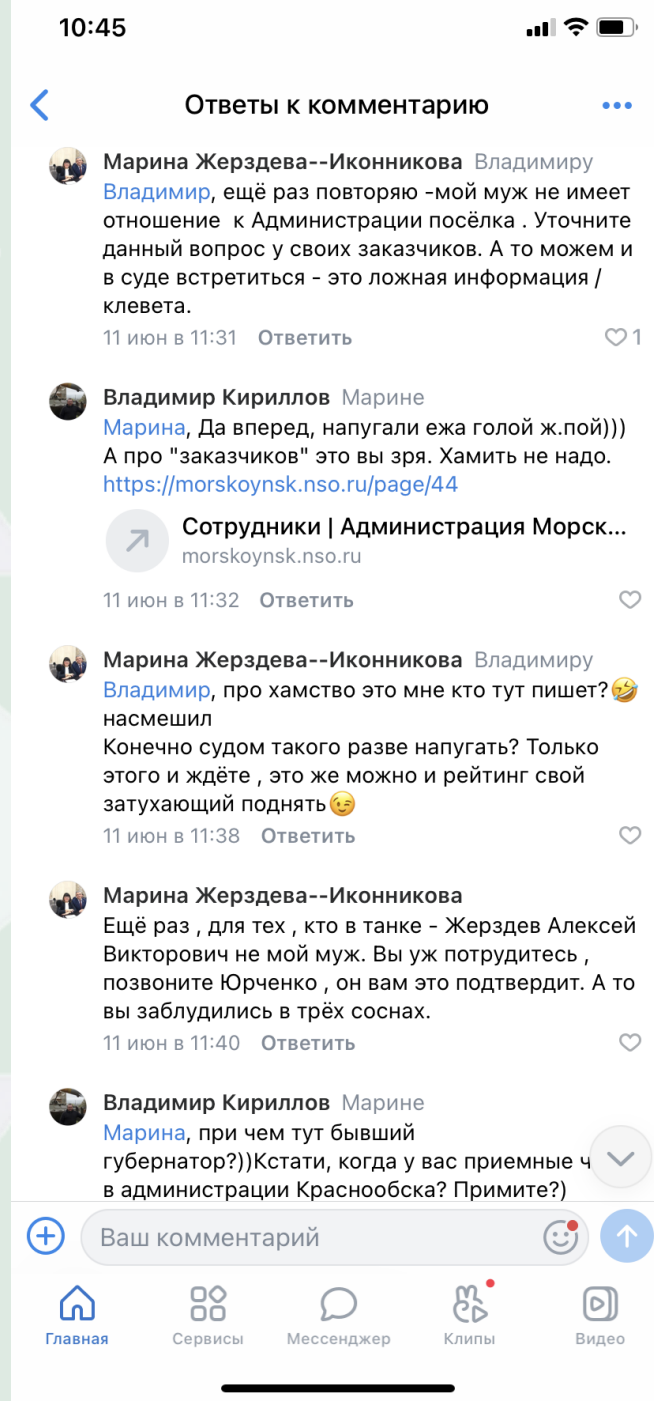 10:45
Ответы к комментарию
Марина Жерздева--Иконникова Владимиру
Владимир, ещё раз повторяю -мой муж не имеет
отношение к Администрации посёлка . Уточните
данный вопрос у своих заказчиков. А то можем и
в суде встретиться - это ложная информация /
клевета.
11 июн в 11:31 Ответить 1
Владимир Кириллов Марине
Марина, Да вперед, напугали ежа голой ж.пой)))
А про "заказчиков" это вы зря. Хамить не надо.
https://morskoynsk.nso.ru/page/44
Сотрудники | Администрация Морск...
morskoynsk.nso.ru
11 июн в 11:32 Ответить
Марина Жерздева--Иконникова Владимиру
Владимир, про хамство это мне кто тут пишет?🤣
насмешил
Конечно судом такого разве напугать? Только
этого и ждёте , это же можно и рейтинг свой
затухающий поднять😉
11 июн в 11:38 Ответить
Марина Жерздева--Иконникова
Ещё раз , для тех , кто в танке - Жерздев Алексей
Викторович не мой муж. Вы уж потрудитесь ,
позвоните Юрченко , он вам это подтвердит. А то
вы заблудились в трёх соснах.
11 июн в 11:40 Ответить
Владимир Кириллов Марине
Марина, при чем тут бывший
губернатор?))Кстати, когда у вас приемные ч
в администрации Краснообска? Примите?)
Ваш комментарий
Главная Сервисы Мессенджер Клипы Видео